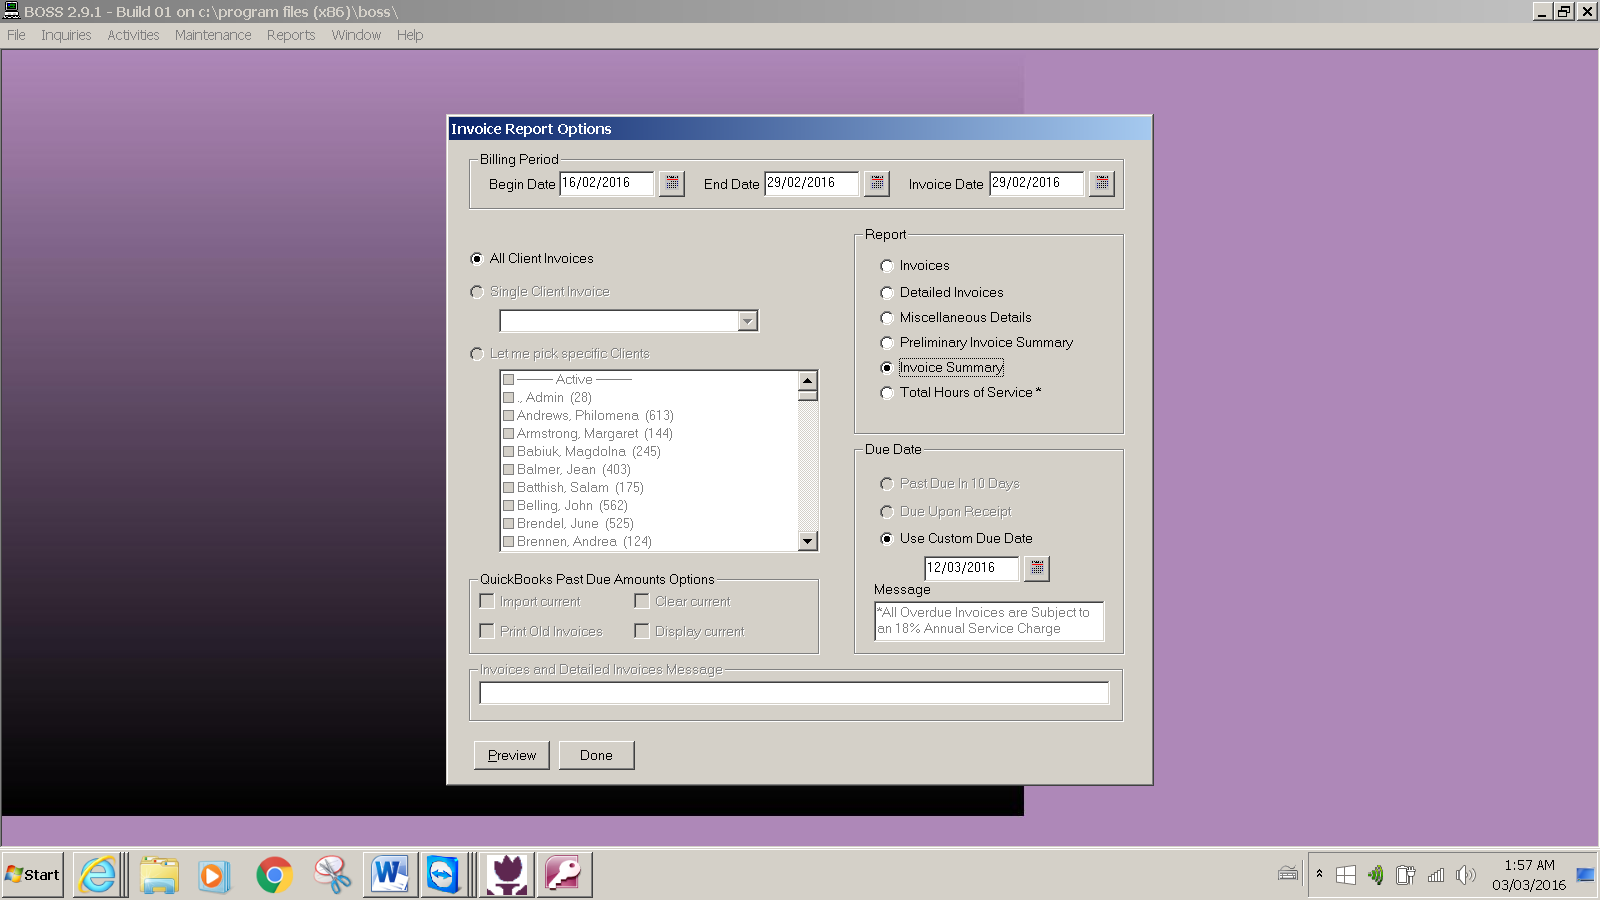 BOSS 2.9.1 - Build 01 on c:\program files (x86)\boss\
File Inquiries Activities Maintenance Reports Window Help
Invoice Report Options
Billing Period
Begin Date 16/02/2016 End Date 29/02/2016 Invoice Date 29/02/2016
All Client Invoices
Single Client Invoice
Let me pick specific Clients
——— Active ———
., Admin (28)
Andrews, Philomena (613)
Armstrong, Margaret (144)
Babiuk, Magdolna (245)
Balmer, Jean (403)
Batthish, Salam (175)
Belling, John (562)
Brendel, June (525)
Brennen, Andrea (124)
Report
Invoices
Detailed Invoices
Miscellaneous Details
Preliminary Invoice Summary
Invoice Summary
Total Hours of Service *
Due Date
Past Due In 10 Days
Due Upon Receipt
Use Custom Due Date
12/03/2016
Message
*All Overdue Invoices are Subject to
an 18% Annual Service Charge
QuickBooks Past Due Amounts Options
Import current Clear current
Print Old Invoices Display current
Invoices and Detailed Invoices Message
Preview Done
Start
1:57 AM
03/03/2016